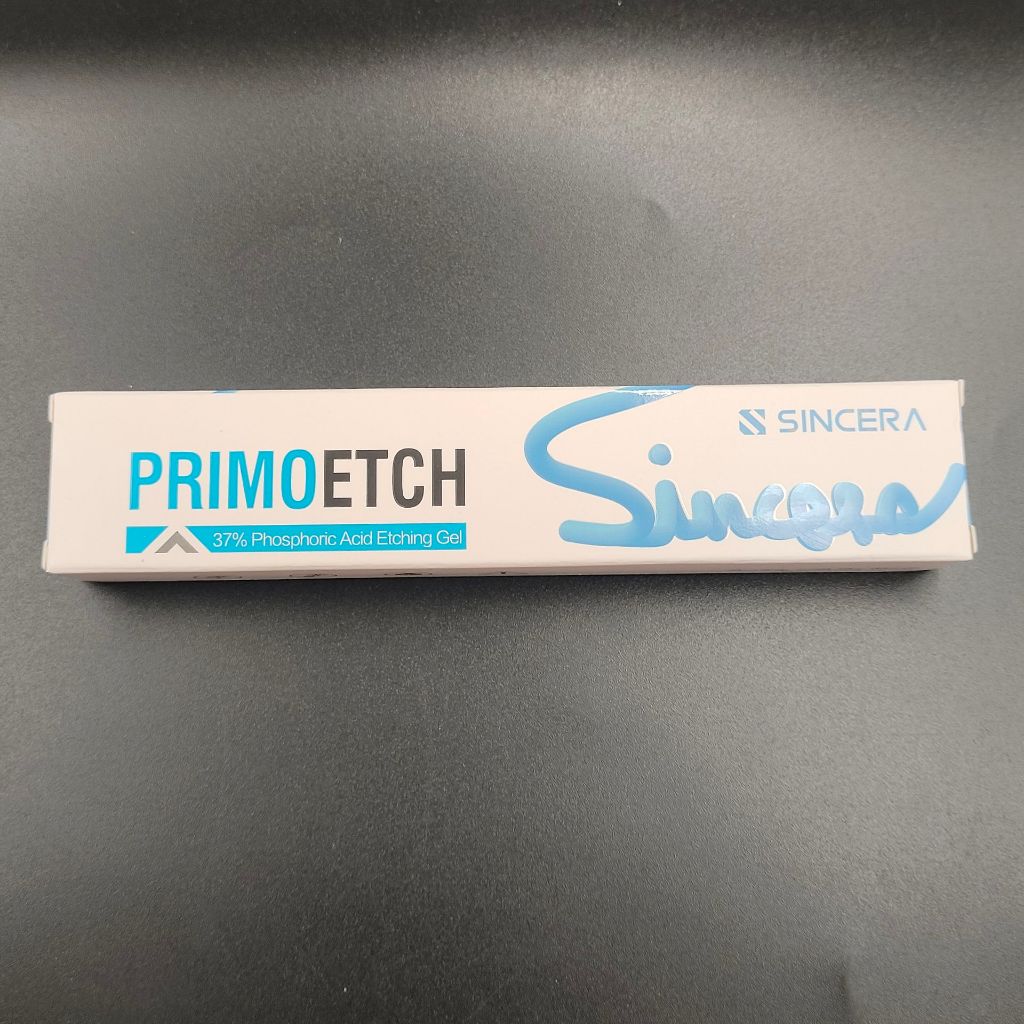 PRIMOETCH
37% Phosphoric Acid Etching Gel
Sincera
SINCERA